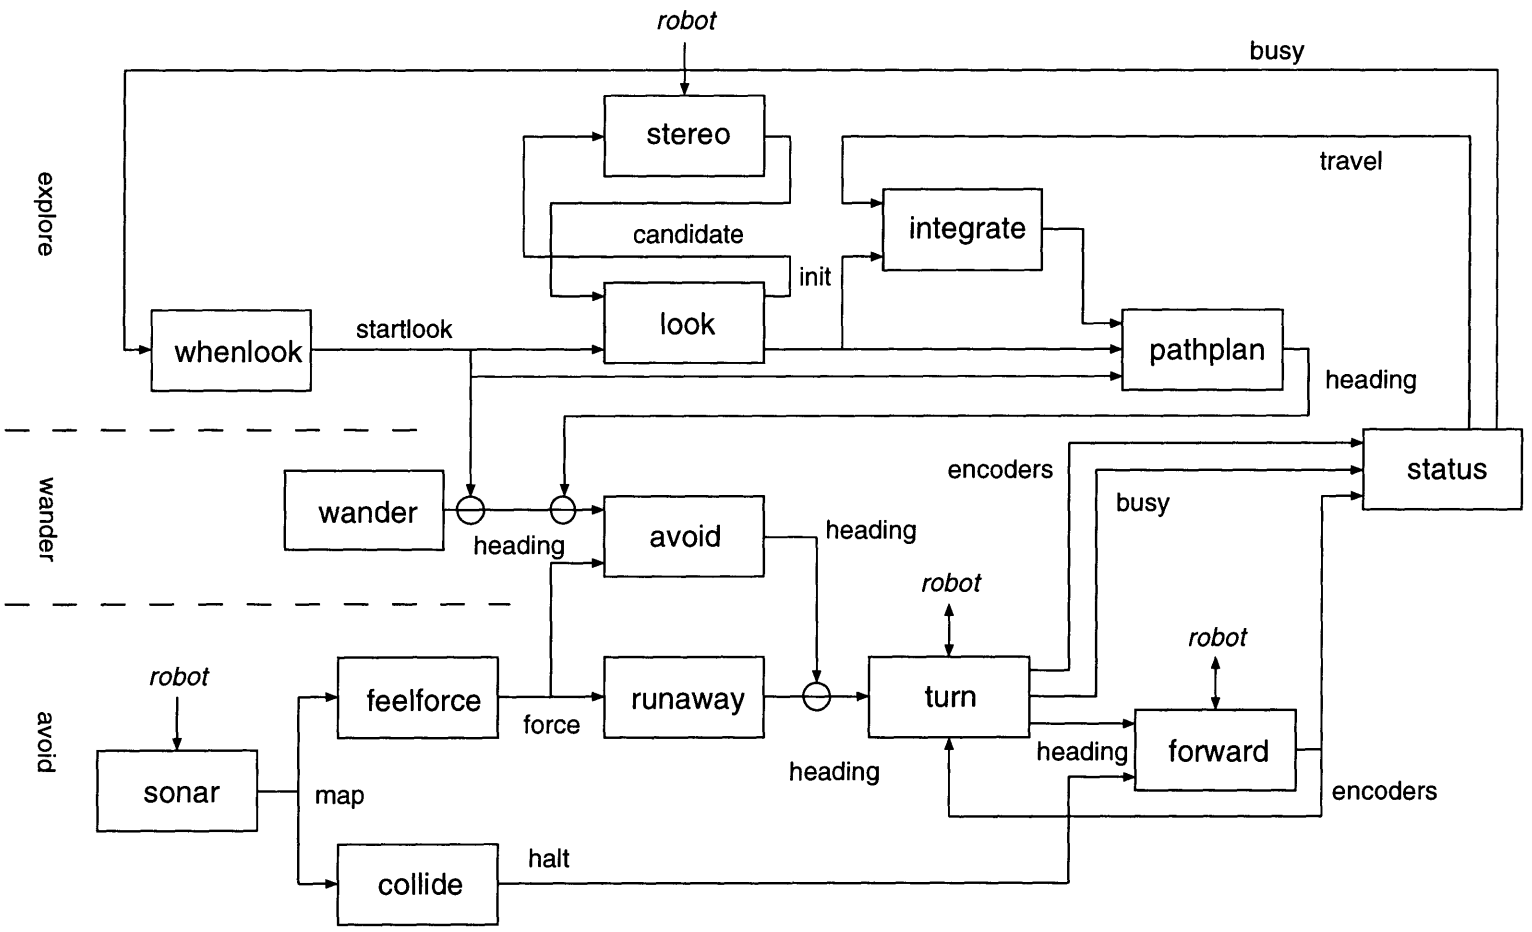 robot
busy
stereo
travel
explore
integrate
candidate
init
look
startlook
whenlook
pathplan
heading
wander
encoders
status
busy
wander
avoid
heading
heading
robot
robot
robot
avoid
feelforce
force
runaway
turn
heading
heading
forward
sonar
map
encoders
halt
collide